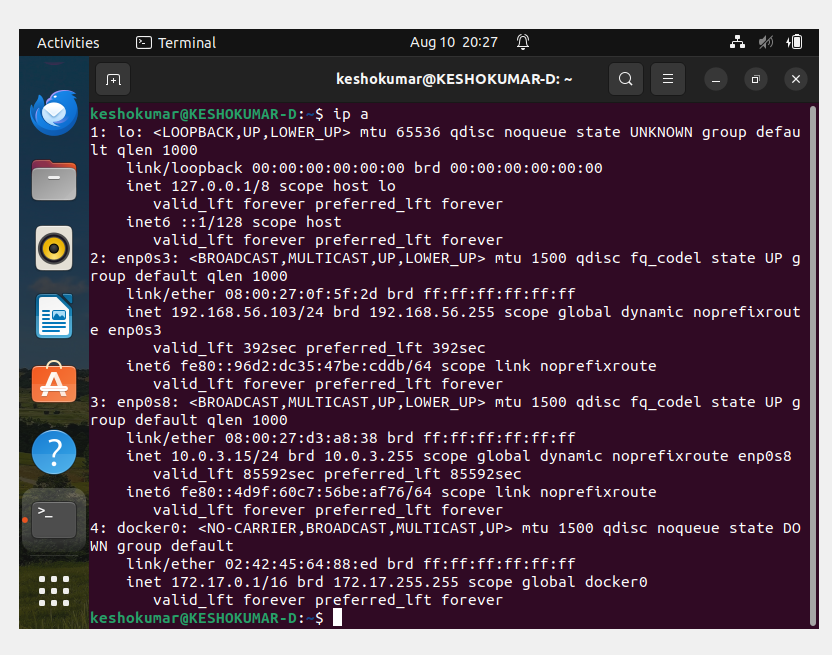 Activities
Terminal
Aug 10 20:27
keshokumar@KESHOKUMAR-D: ~
keshokumar@KESHOKUMAR-D:~$ ip a
1: lo: <LOOPBACK,UP,LOWER_UP> mtu 65536 qdisc noqueue state UNKNOWN group defau
lt qlen 1000
    link/loopback 00:00:00:00:00:00 brd 00:00:00:00:00:00
    inet 127.0.0.1/8 scope host lo
       valid_lft forever preferred_lft forever
    inet6 ::1/128 scope host
       valid_lft forever preferred_lft forever
2: enp0s3: <BROADCAST,MULTICAST,UP,LOWER_UP> mtu 1500 qdisc fq_codel state UP g
roup default qlen 1000
    link/ether 08:00:27:0f:5f:2d brd ff:ff:ff:ff:ff:ff
    inet 192.168.56.103/24 brd 192.168.56.255 scope global dynamic noprefixrout
e enp0s3
       valid_lft 392sec preferred_lft 392sec
    inet6 fe80::96d2:dc35:47be:cddb/64 scope link noprefixroute
       valid_lft forever preferred_lft forever
3: enp0s8: <BROADCAST,MULTICAST,UP,LOWER_UP> mtu 1500 qdisc fq_codel state UP g
roup default qlen 1000
    link/ether 08:00:27:d3:a8:38 brd ff:ff:ff:ff:ff:ff
    inet 10.0.3.15/24 brd 10.0.3.255 scope global dynamic noprefixroute enp0s8
       valid_lft 85592sec preferred_lft 85592sec
    inet6 fe80::4d9f:60c7:56be:af76/64 scope link noprefixroute
       valid_lft forever preferred_lft forever
4: docker0: <NO-CARRIER,BROADCAST,MULTICAST,UP> mtu 1500 qdisc noqueue state DO
WN group default
    link/ether 02:42:45:64:88:ed brd ff:ff:ff:ff:ff:ff
    inet 172.17.0.1/16 brd 172.17.255.255 scope global docker0
       valid_lft forever preferred_lft forever
keshokumar@KESHOKUMAR-D:~$